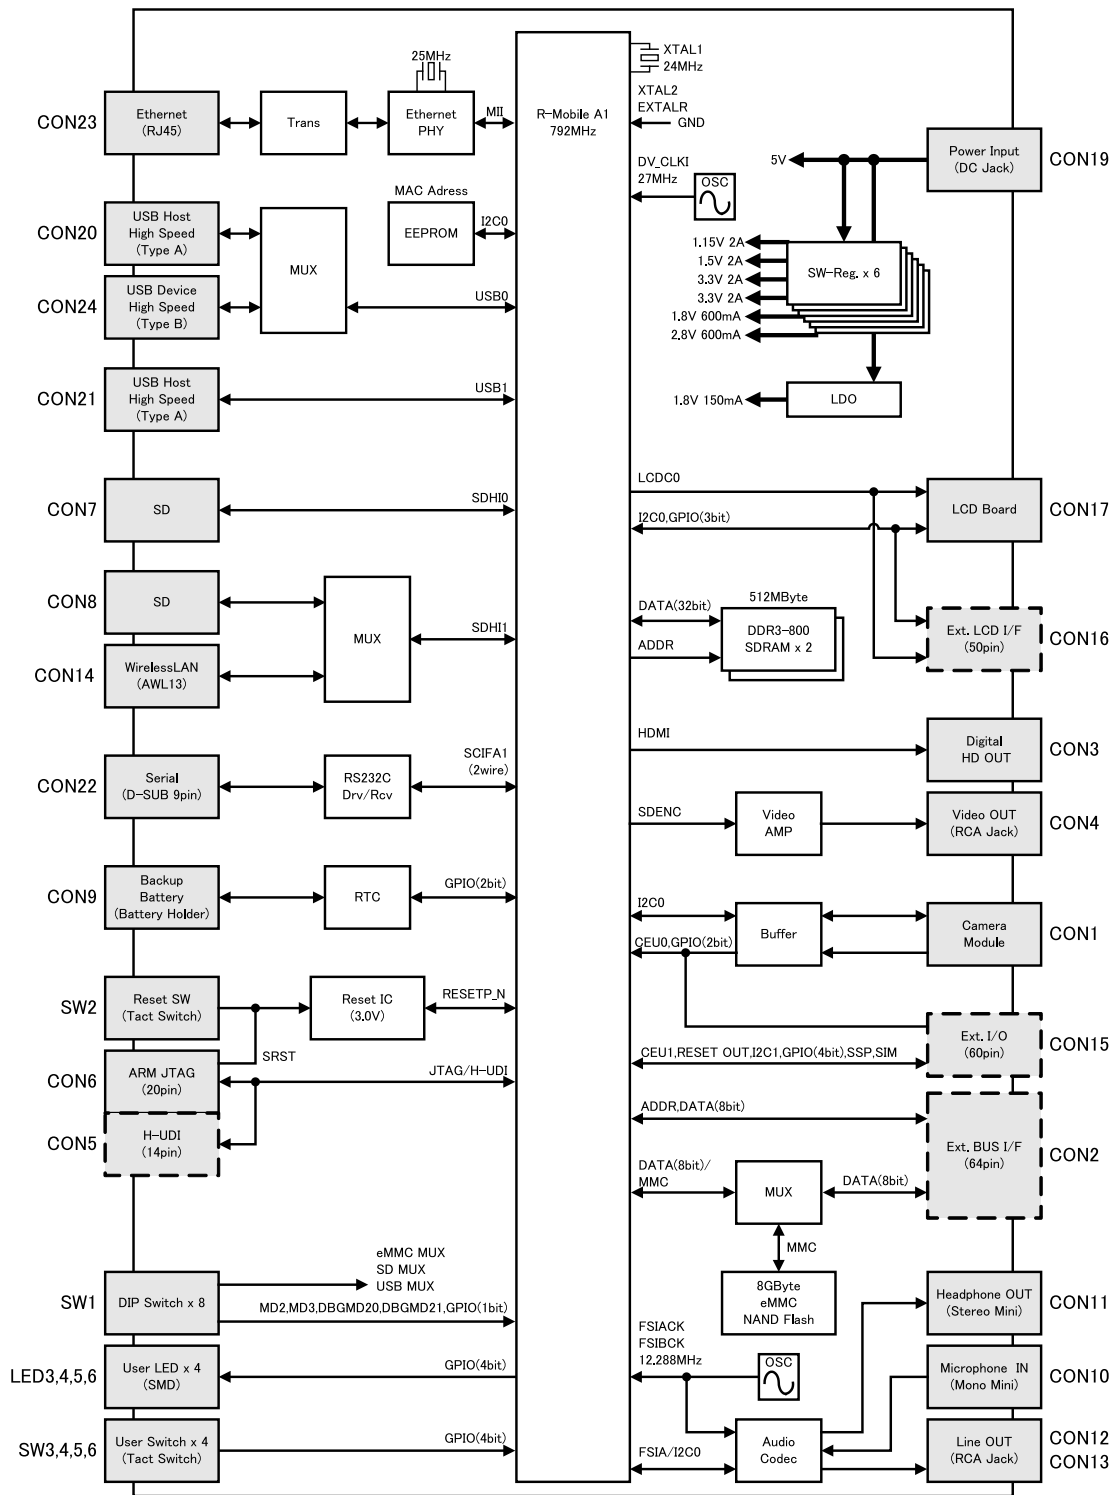 25MHz
XTAL1
24MHz
XTAL2
EXTALR
GND
CON23
Ethernet
(RJ45)
Trans
Ethernet
PHY
MII
R-Mobile A1
792MHz
Power Input
(DC Jack)
CON19
5V
DV_CLKI
27MHz
OSC
MAC Adress
EEPROM
I2C0
CON20
USB Host
High Speed
(Type A)
MUX
CON24
USB Device
High Speed
(Type B)
USB0
1.15V 2A
1.5V 2A
3.3V 2A
3.3V 2A
1.8V 600mA
2.8V 600mA
SW-Reg. x 6
CON21
USB Host
High Speed
(Type A)
USB1
1.8V 150mA
LDO
CON7
SD
SDHI0
LCDC0
I2C0,GPIO(3bit)
LCD Board
CON17
CON8
SD
MUX
SDHI1
CON14
WirelessLAN
(AWL13)
512MByte
DATA(32bit)
ADDR
DDR3-800
SDRAM x 2
Ext. LCD I/F
(50pin)
CON16
HDMI
Digital
HD OUT
CON3
CON22
Serial
(D-SUB 9pin)
RS232C
Drv/Rcv
SCIFA1
(2wire)
SDENC
Video
AMP
Video OUT
(RCA Jack)
CON4
CON9
Backup
Battery
(Battery Holder)
RTC
GPIO(2bit)
I2C0
CEU0,GPIO(2bit)
Buffer
Camera
Module
CON1
SW2
Reset SW
(Tact Switch)
Reset IC
(3.0V)
RESETP_N
SRST
CON6
ARM JTAG
(20pin)
JTAG/H-UDI
CON5
H-UDI
(14pin)
CEU1,RESET OUT,I2C1,GPIO(4bit),SSP,SIM
Ext. I/O
(60pin)
CON15
ADDR,DATA(8bit)
DATA(8bit)/
MMC
MUX
DATA(8bit)
Ext. BUS I/F
(64pin)
CON2
MMC
8GByte
eMMC
NAND Flash
eMMC MUX
SD MUX
USB MUX
SW1
DIP Switch x 8
MD2,MD3,DBGMD20,DBGMD21,GPIO(1bit)
Headphone OUT
(Stereo Mini)
CON11
LED3,4,5,6
User LED x 4
(SMD)
GPIO(4bit)
FSIACK
FSIBCK
12.288MHz
OSC
Microphone IN
(Mono Mini)
CON10
SW3,4,5,6
User Switch x 4
(Tact Switch)
GPIO(4bit)
FSIA/I2C0
Audio
Codec
Line OUT
(RCA Jack)
CON12
CON13